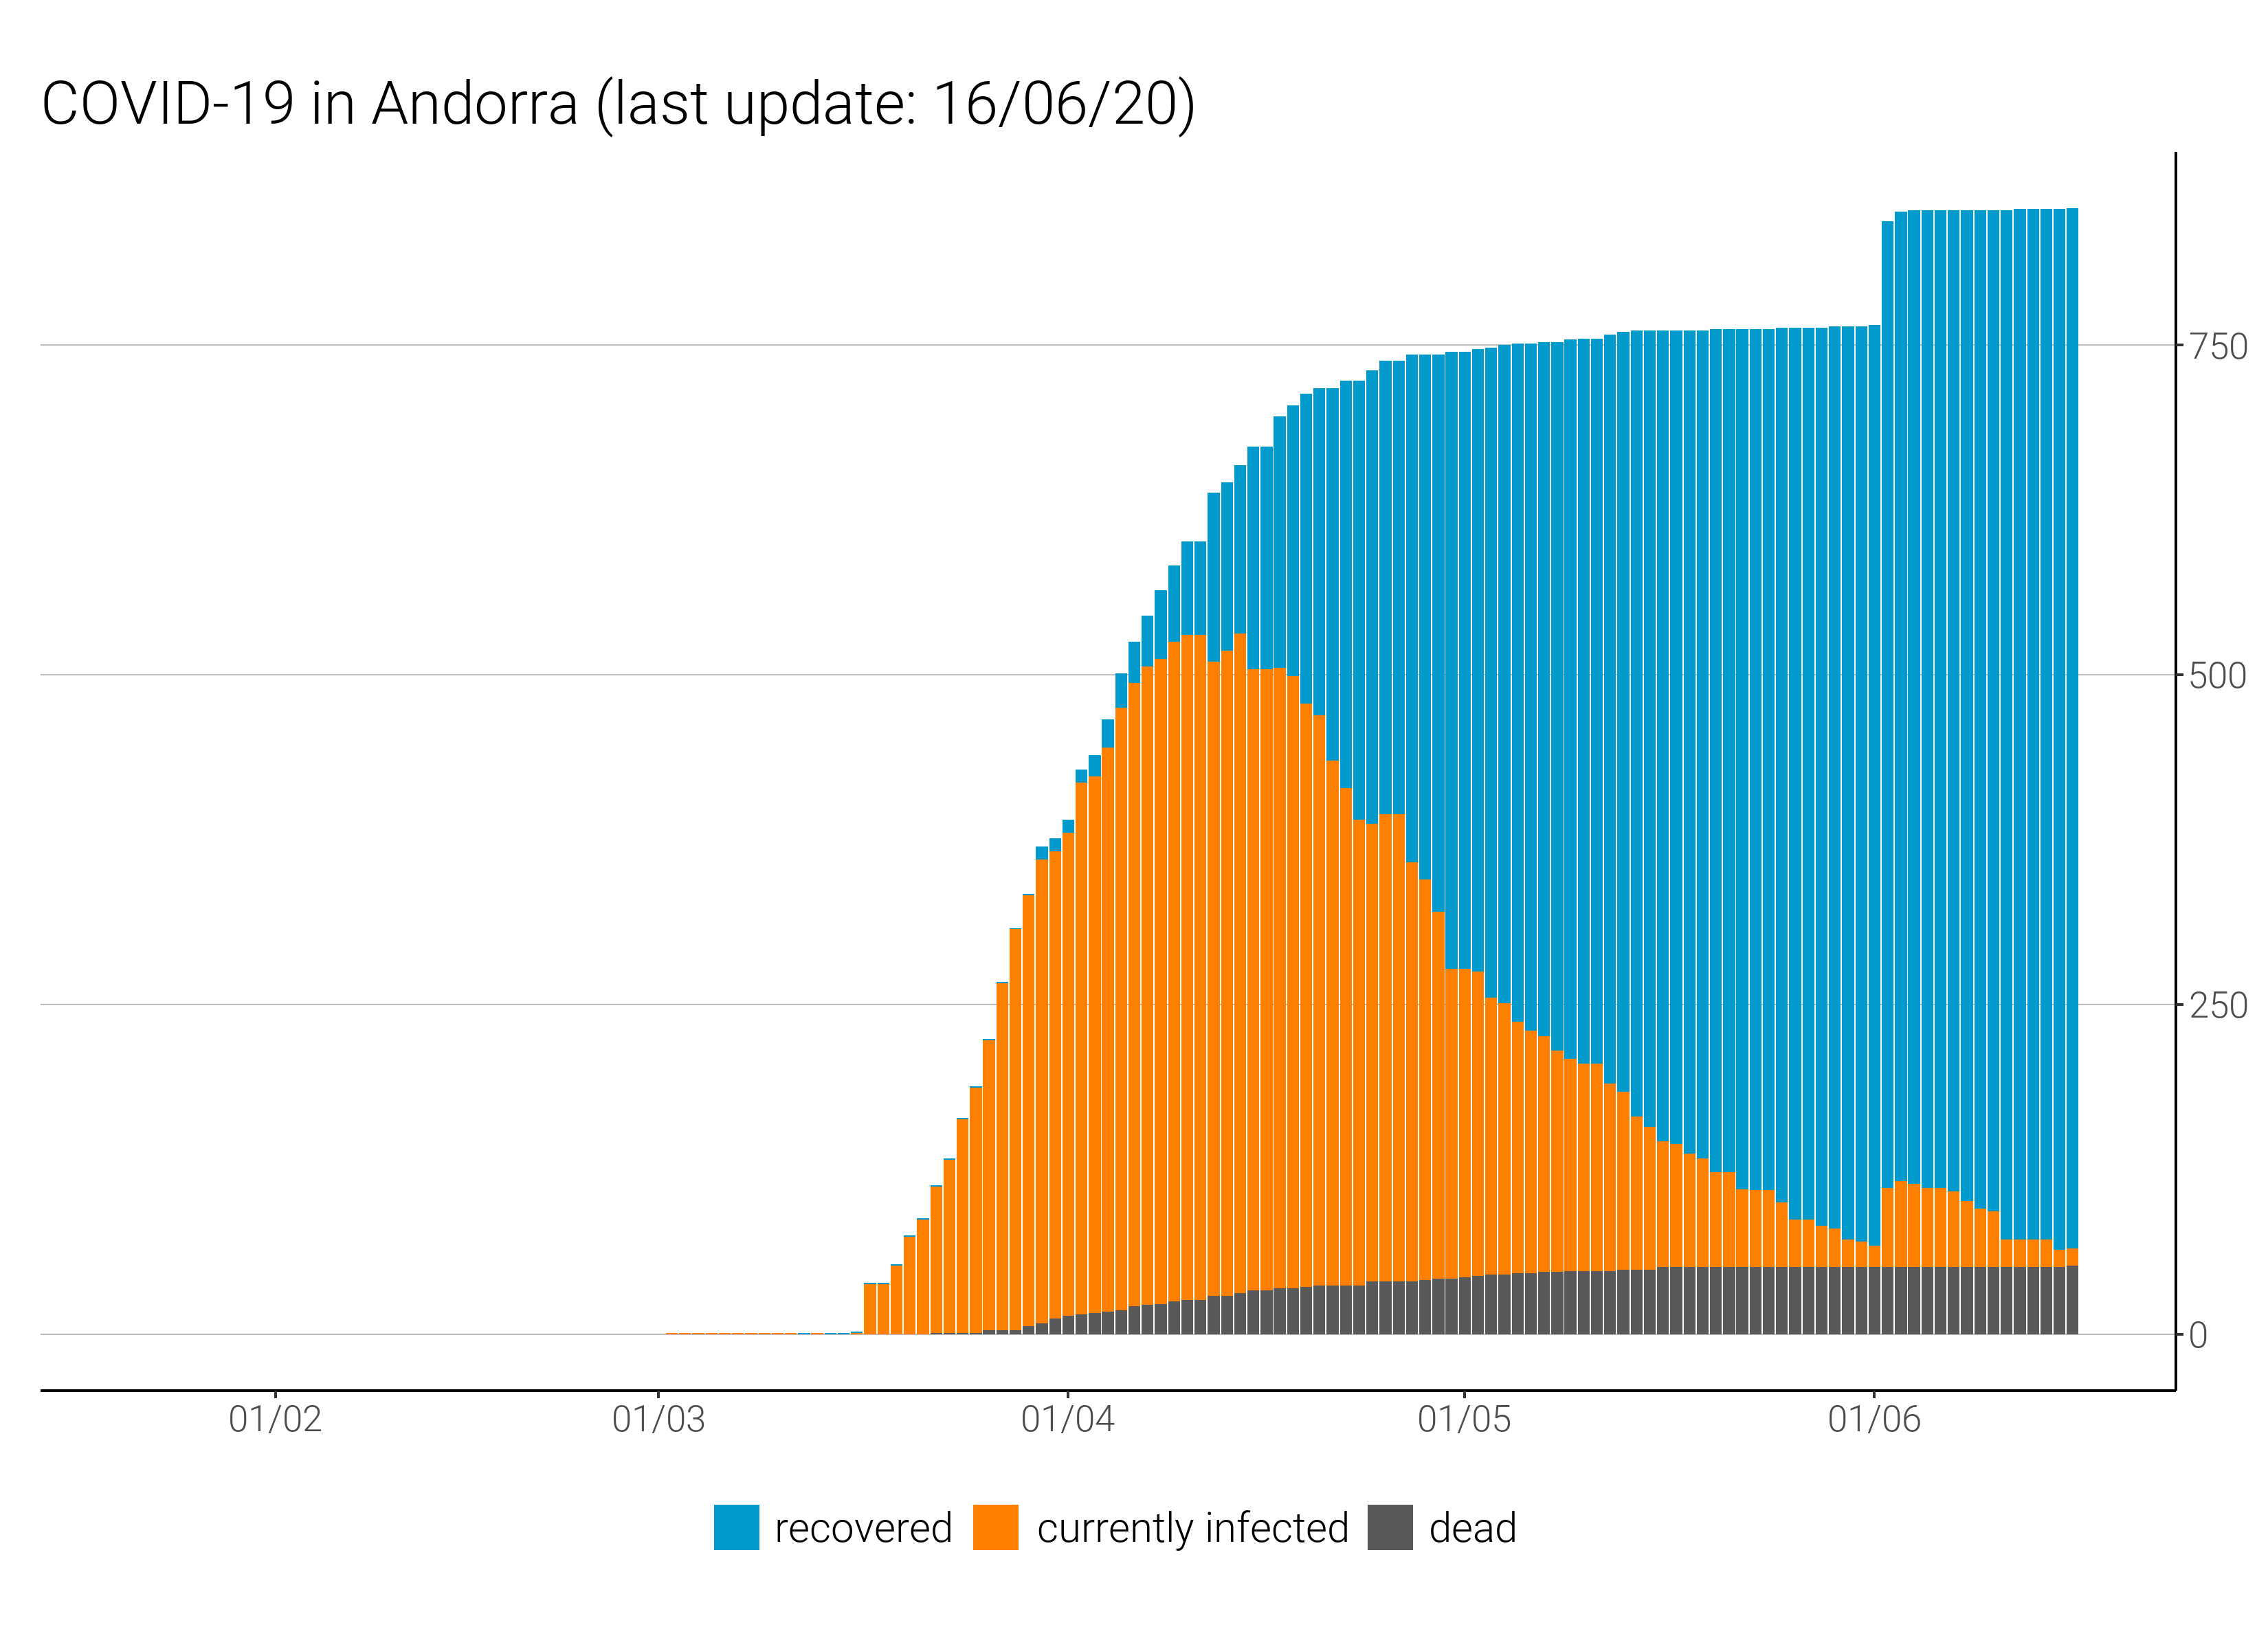 COVID-19 in Andorra (last update: 16/06/20)
750
500
250
0
01/02 01/03 01/04 01/05 01/06
recovered currently infected dead